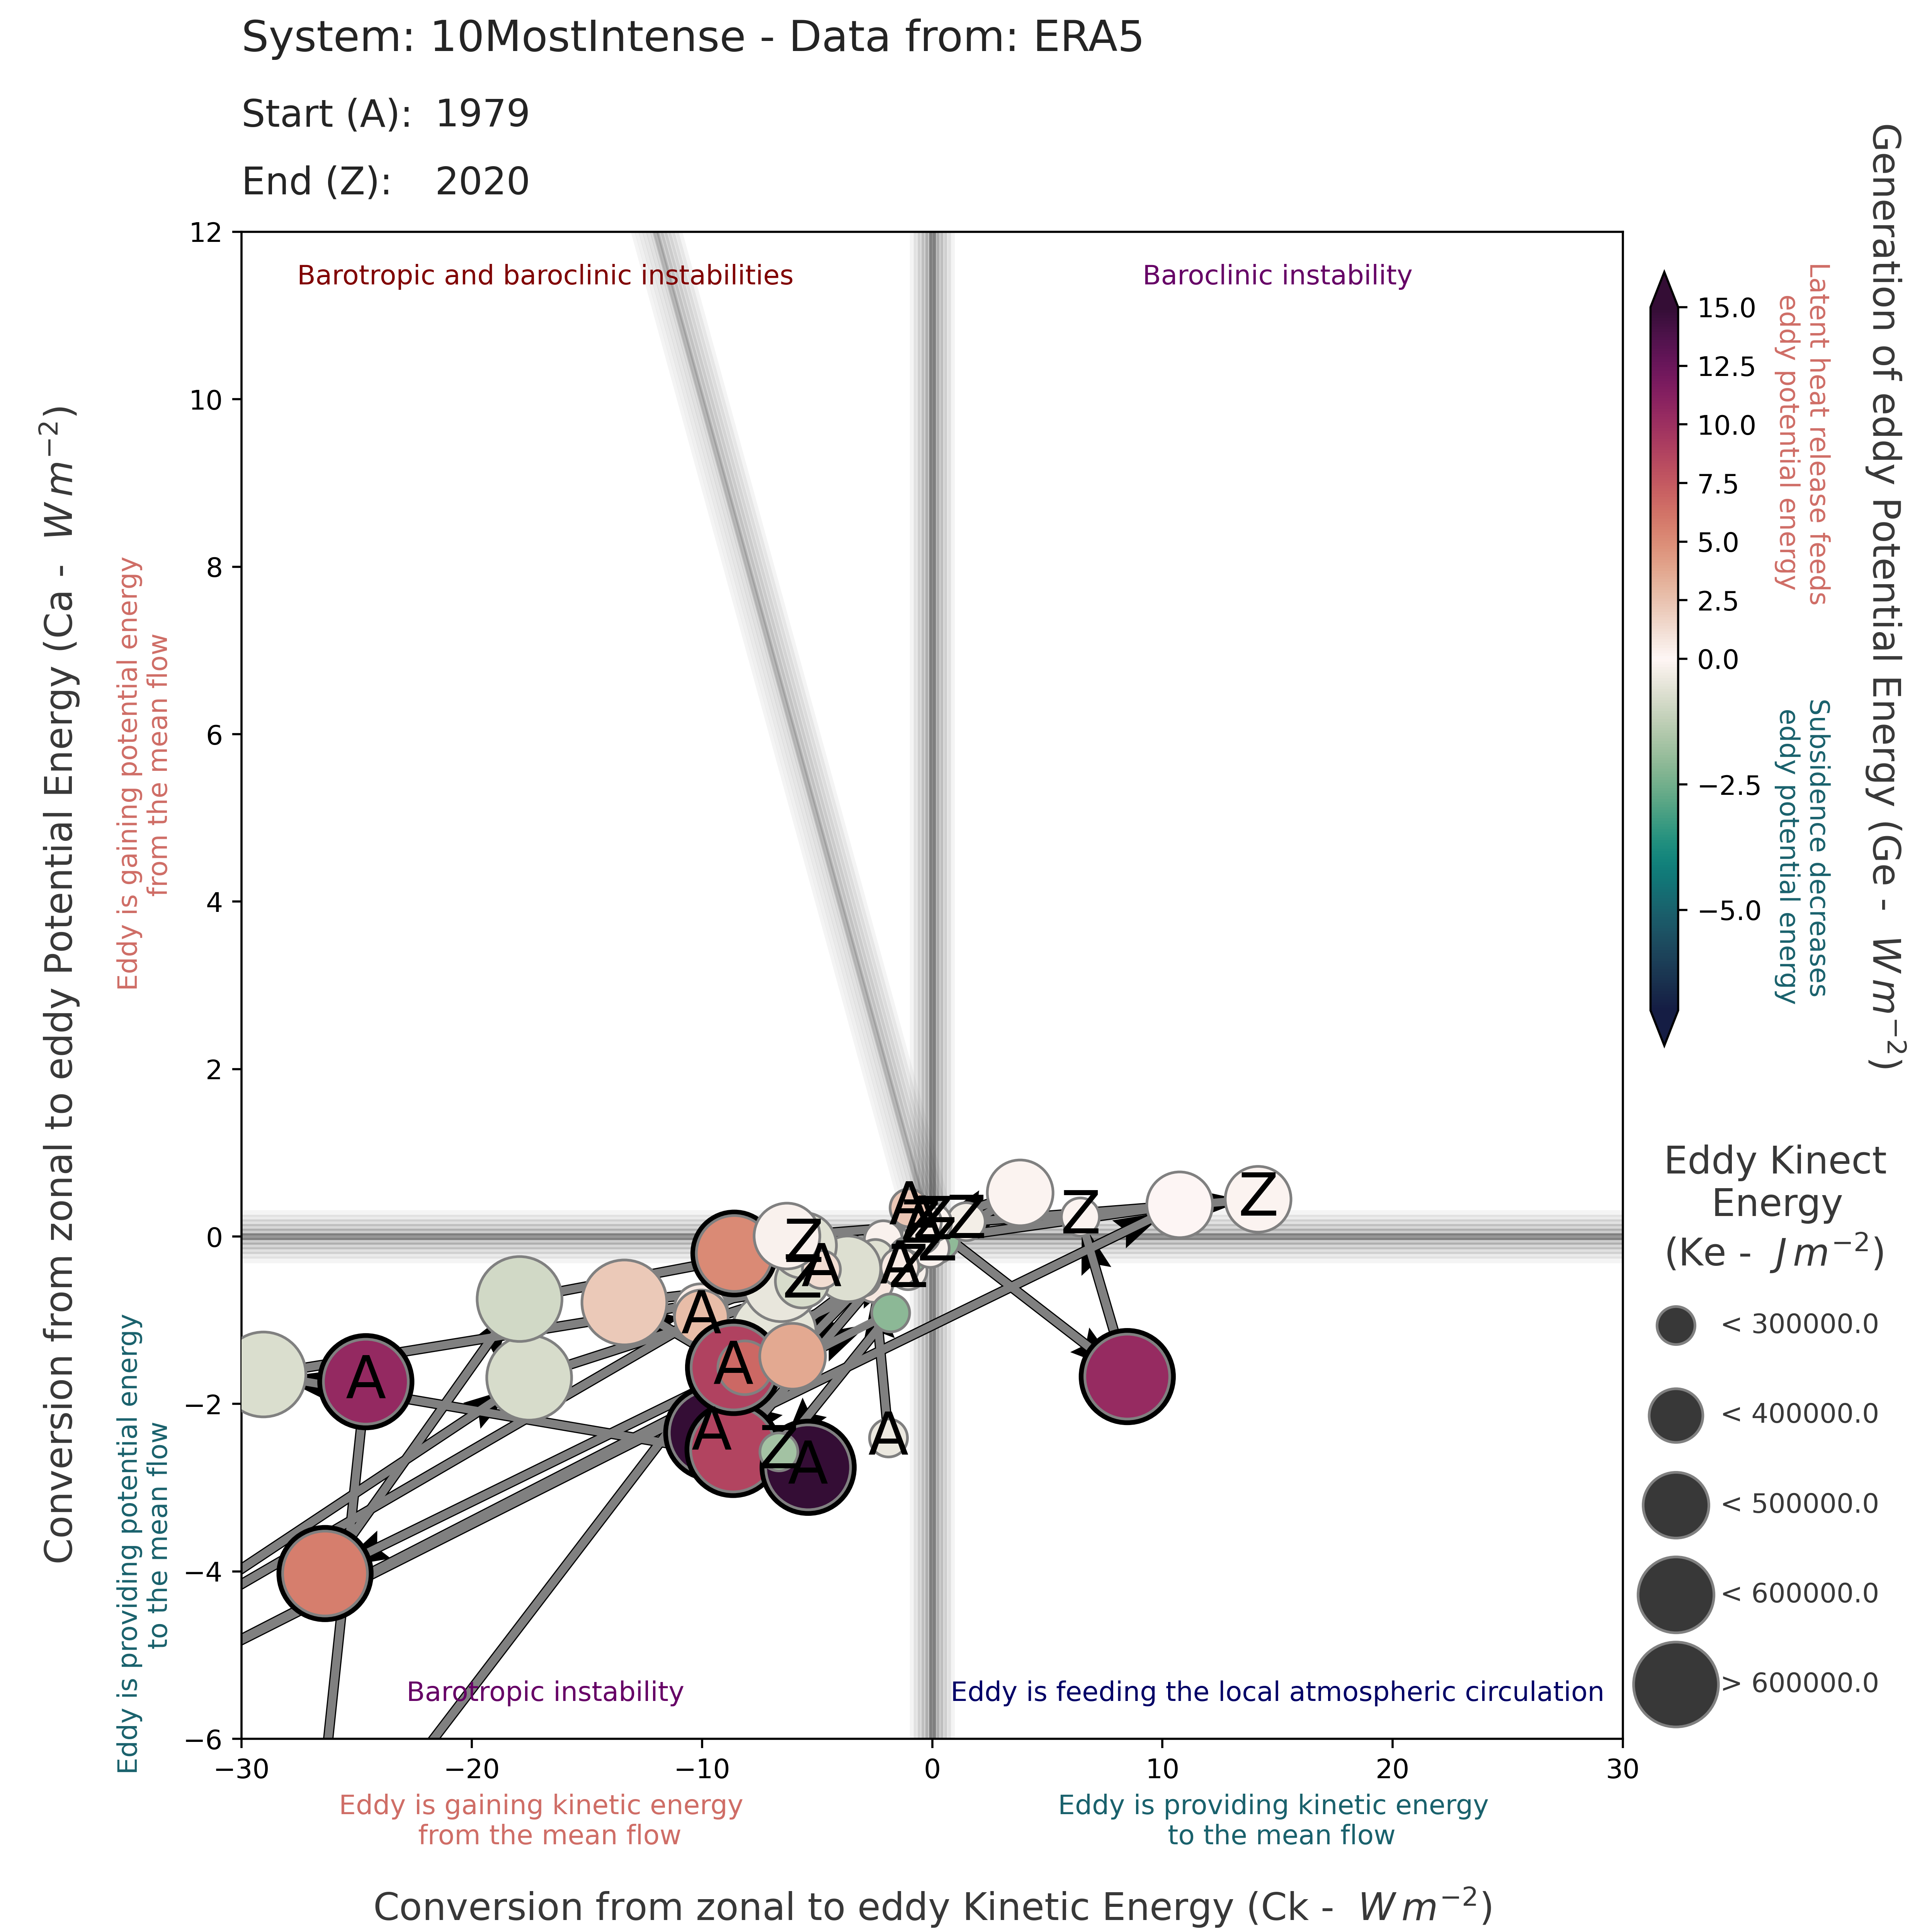 System: 10MostIntense - Data from: ERA5
Start (A): 1979
End (Z): 2020
Conversion from zonal to eddy Potential Energy (Ca - W m⁻²)
Eddy is gaining potential energy
from the mean flow
Eddy is providing potential energy
to the mean flow
12
10
8
6
4
2
0
−2
−4
−6
Barotropic and baroclinic instabilities
Baroclinic instability
Barotropic instability
Eddy is feeding the local atmospheric circulation
A
Z
A
A
Z
Z
Z
Z
Z
Z
A
A
Z
Z
A
A
A
A
A
Z
A
A
−30
−20
−10
0
10
20
30
Eddy is gaining kinetic energy
from the mean flow
Eddy is providing kinetic energy
to the mean flow
Conversion from zonal to eddy Kinetic Energy (Ck - W m⁻²)
15.0
12.5
10.0
7.5
5.0
2.5
0.0
−2.5
−5.0
Latent heat release feeds
eddy potential energy
Subsidence decreases
eddy potential energy
Generation of eddy Potential Energy (Ge - W m⁻²)
Eddy Kinect
Energy
(Ke - J m⁻²)
< 300000.0
< 400000.0
< 500000.0
< 600000.0
> 600000.0